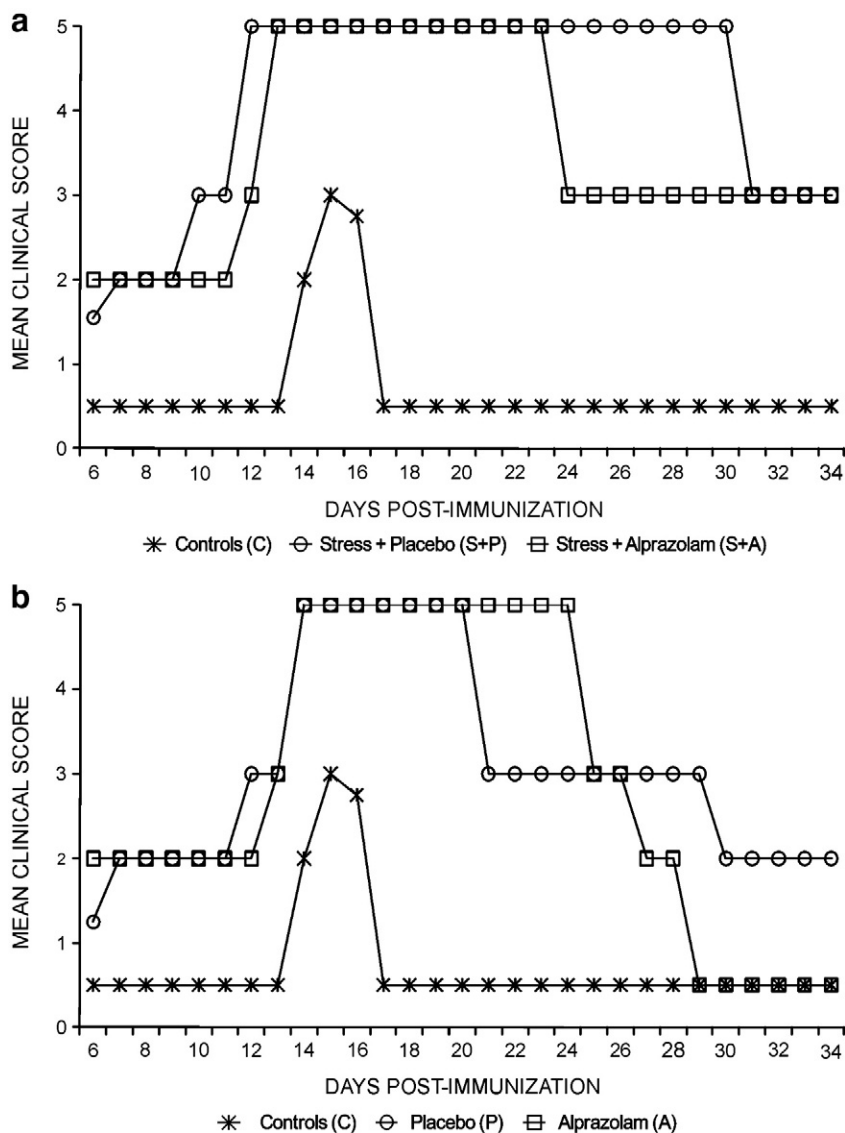 a
5
4
3
2
1
0
MEAN CLINICAL SCORE
6 8 10 12 14 16 18 20 22 24 26 28 30 32 34
DAYS POST-IMMUNIZATION
Controls (C) Stress + Placebo (S+P) Stress + Alprazolam (S+A)
b
5
4
3
2
1
0
MEAN CLINICAL SCORE
6 8 10 12 14 16 18 20 22 24 26 28 30 32 34
DAYS POST-IMMUNIZATION
Controls (C) Placebo (P) Alprazolam (A)